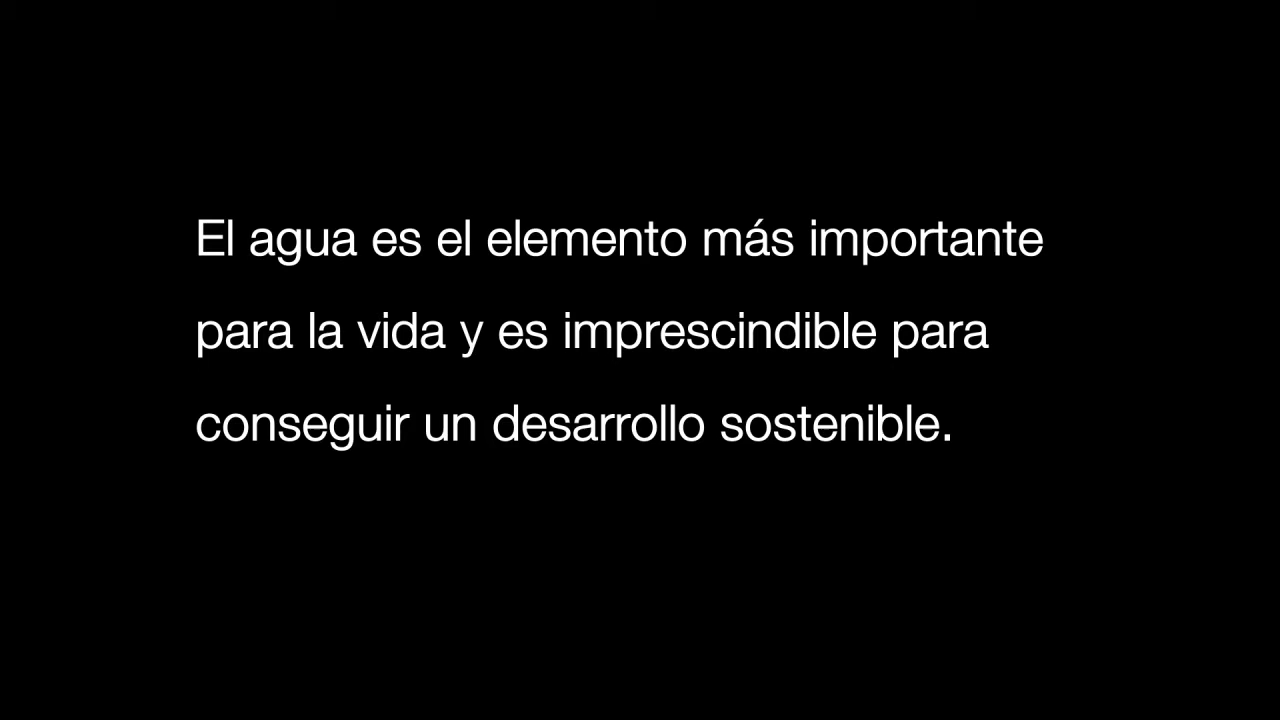 El agua es el elemento más importante
para la vida y es imprescindible para
conseguir un desarrollo sostenible.